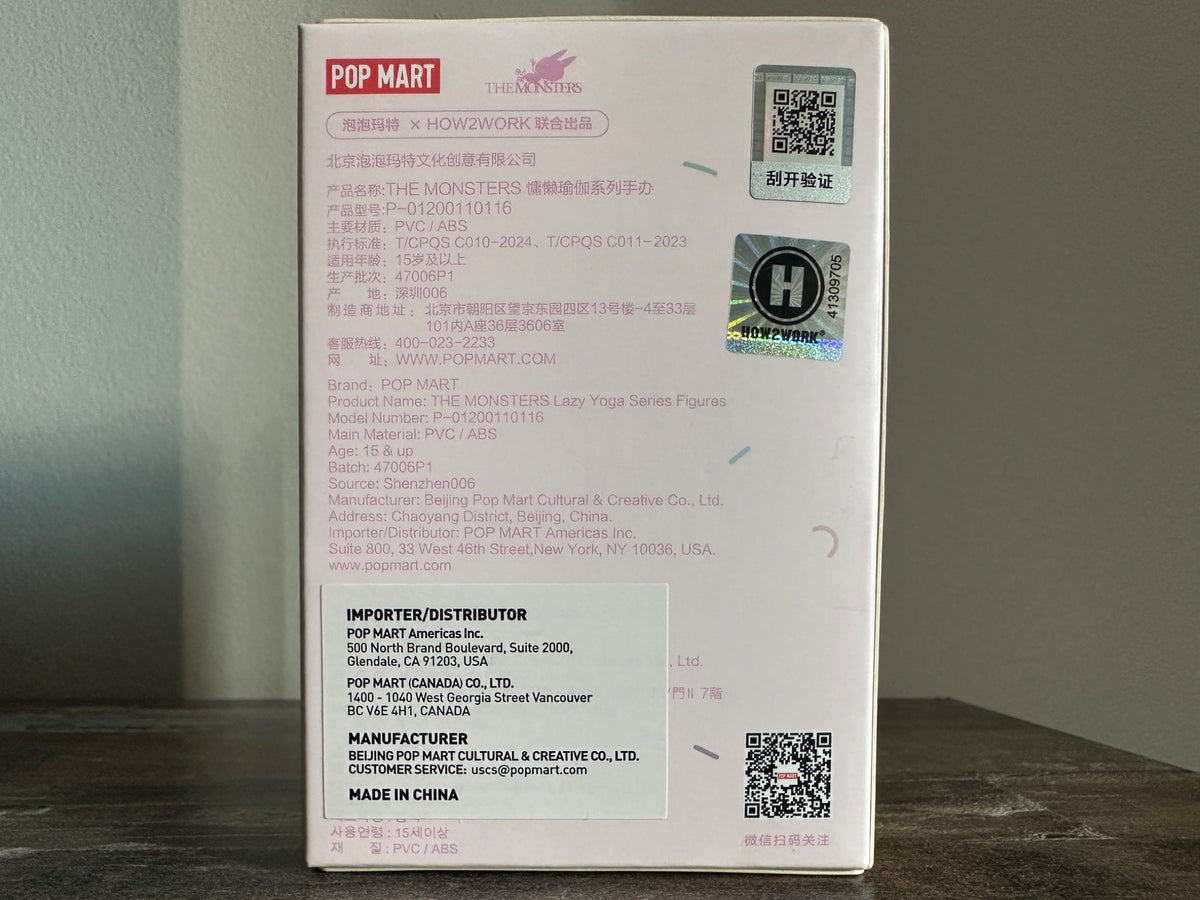 POP MART
THE MONSTERS
泡泡玛特 × HOW2WORK 联合出品
北京泡泡玛特文化创意有限公司
产品名称:THE MONSTERS 慵懒瑜伽系列手办
产品型号:P-01200110116
主要材质：PVC / ABS
执行标准：T/CPQS C010-2024、T/CPQS C011-2023
适用年龄：15岁及以上
生产批次：47006P1
产 地：深圳006
制造商地址：北京市朝阳区望京东园四区13号楼-4至33层
101内A座36层3606室
客服热线：400-023-2233
网 址：WWW.POPMART.COM
Brand：POP MART
Product Name: THE MONSTERS Lazy Yoga Series Figures
Model Number: P-01200110116
Main Material: PVC / ABS
Age: 15 & up
Batch: 47006P1
Source: Shenzhen006
Manufacturer: Beijing Pop Mart Cultural & Creative Co., Ltd.
Address: Chaoyang District, Beijing, China.
Importer/Distributor: POP MART Americas Inc.
Suite 800, 33 West 46th Street,New York, NY 10036, USA.
www.popmart.com
刮开验证
H
HOW2WORK®
41309705
IMPORTER/DISTRIBUTOR
POP MART Americas Inc.
500 North Brand Boulevard, Suite 2000,
Glendale, CA 91203, USA
POP MART (CANADA) CO., LTD.
1400 - 1040 West Georgia Street Vancouver
BC V6E 4H1, CANADA
MANUFACTURER
BEIJING POP MART CULTURAL & CREATIVE CO., LTD.
CUSTOMER SERVICE: uscs@popmart.com
MADE IN CHINA
, Ltd.
門II 7階
사용연령 : 15세이상
재 질 : PVC / ABS
POP MART
微信扫码关注